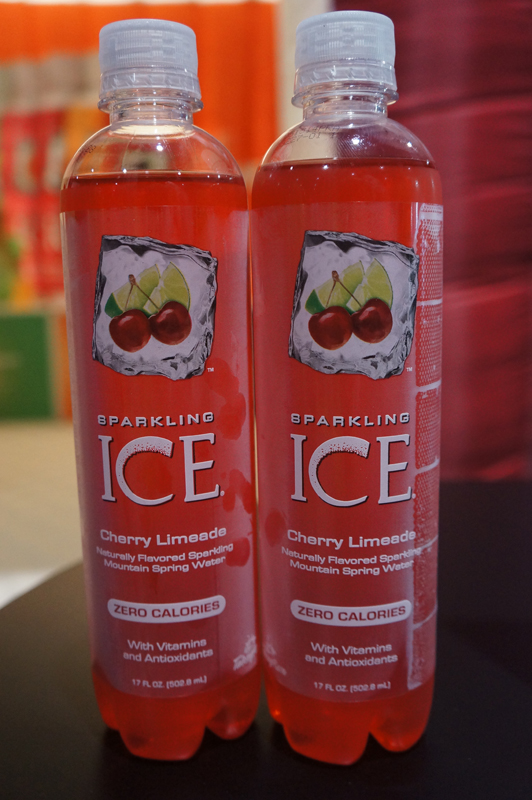 SPARKLING
ICE
Cherry Limeade
Naturally Flavored Sparkling
Mountain Spring Water
ZERO CALORIES
With Vitamins
and Antioxidants
17 FL OZ. (502.8 mL)
SPARKLING
ICE
Cherry Limeade
Naturally Flavored Sparkling
Mountain Spring Water
ZERO CALORIES
With Vitamins
and Antioxidants
17 FL OZ. (502.8 mL)